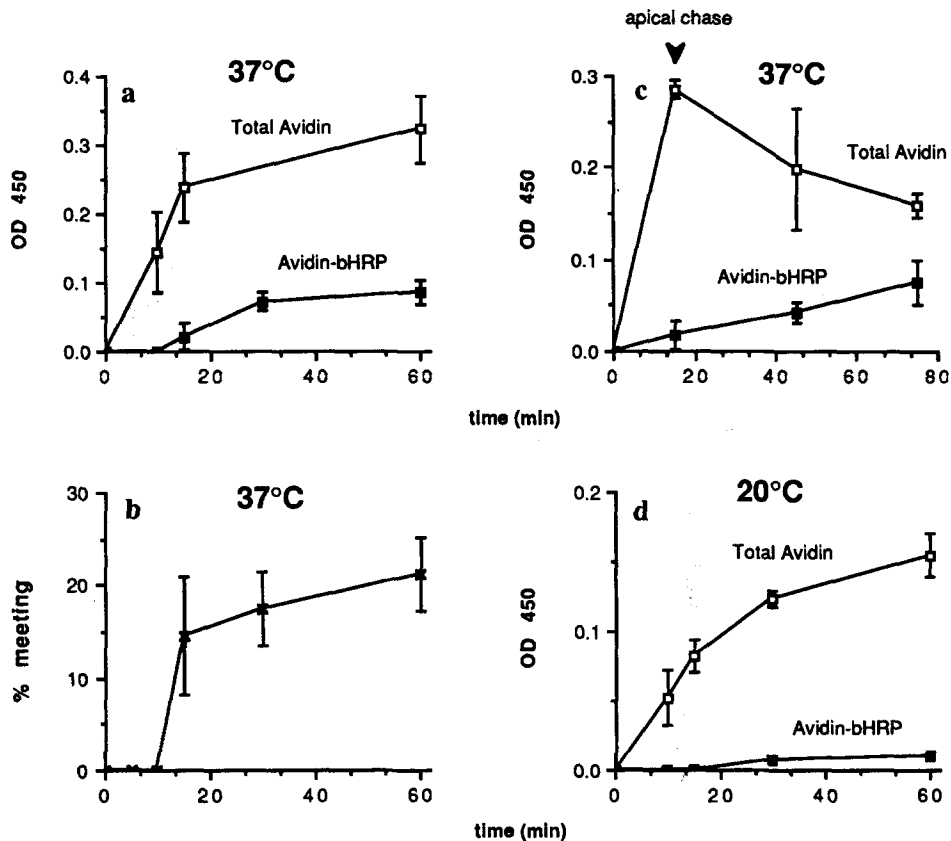 apical chase
a
37°C
0.4
0.3
0.2
0.1
0.0
OD 450
Total Avidin
Avidin-bHRP
0 20 40 60
c
37°C
0.3
0.2
0.1
0.0
OD 450
Total Avidin
Avidin-bHRP
0 20 40 60 80
time (min)
b
37°C
30
20
10
0
% meeting
0 20 40 60
d
20°C
0.2
0.1
0.0
OD 450
Total Avidin
Avidin-bHRP
0 20 40 60
time (min)